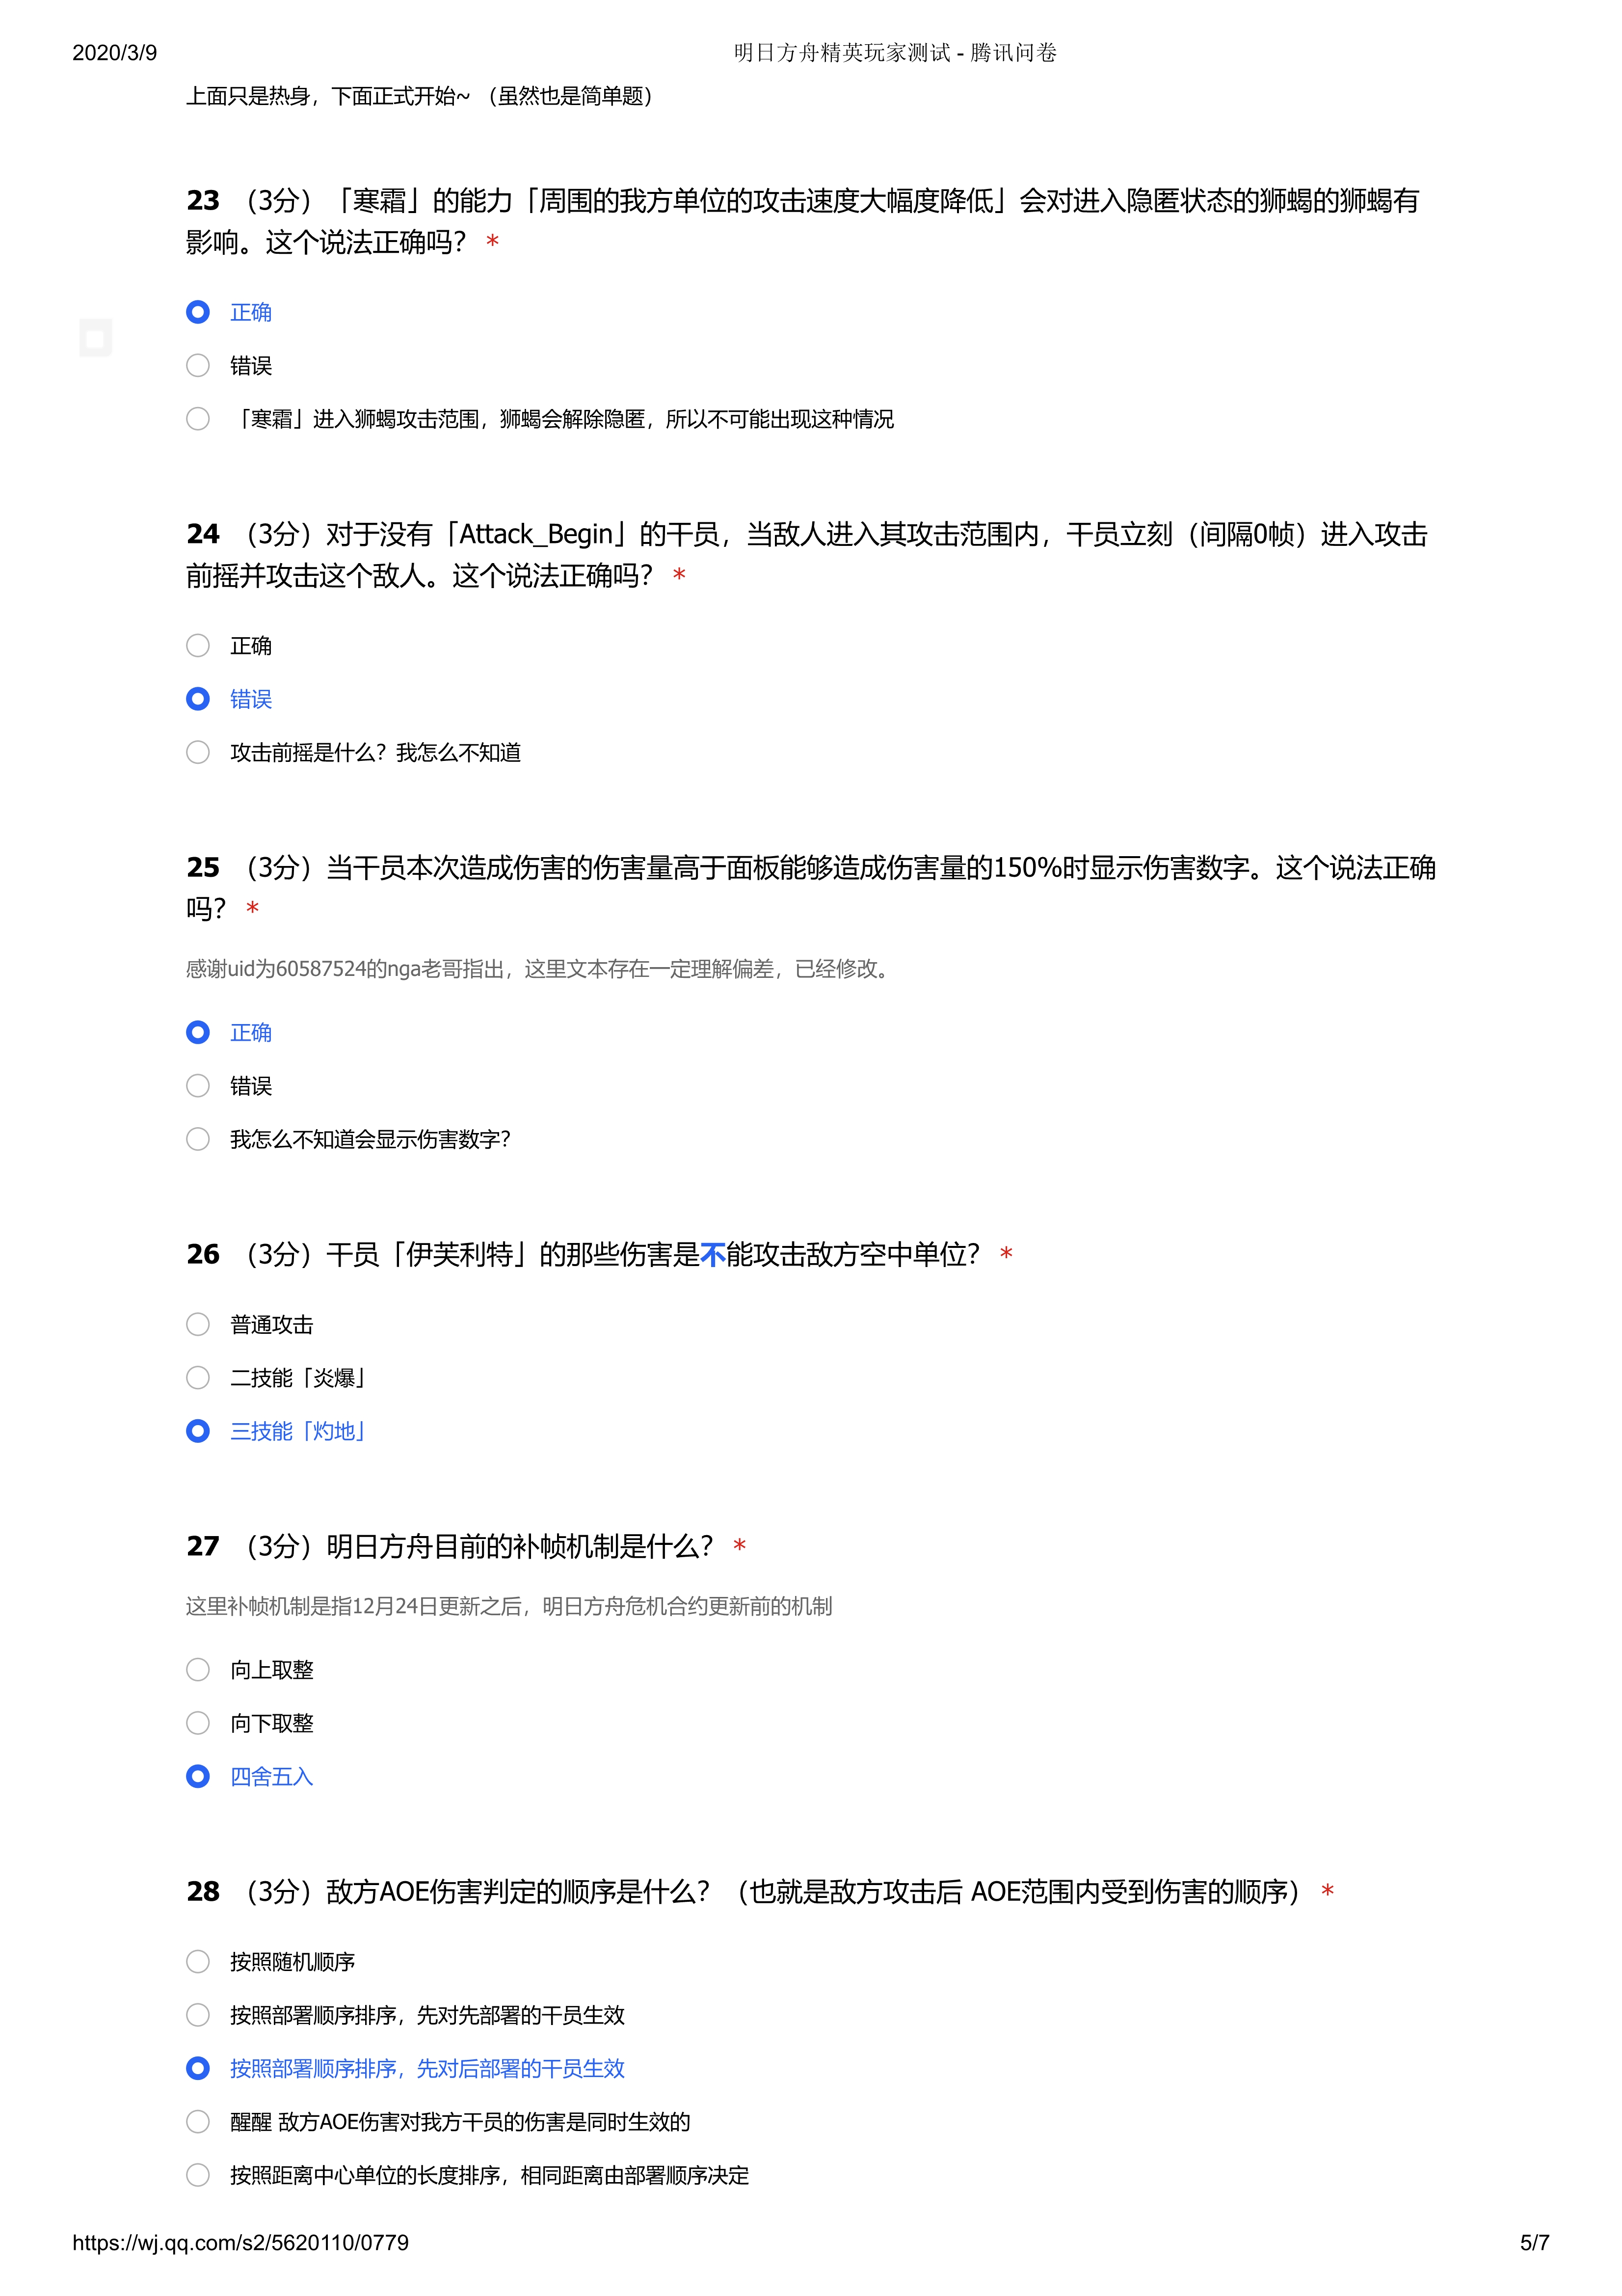 2020/3/9
明日方舟精英玩家测试 - 腾讯问卷
上面只是热身，下面正式开始~ （虽然也是简单题）
23 （3分）「寒霜」的能力「周围的我方单位的攻击速度大幅度降低」会对进入隐匿状态的狮蝎的狮蝎有
影响。这个说法正确吗？ *
正确
错误
「寒霜」进入狮蝎攻击范围，狮蝎会解除隐匿，所以不可能出现这种情况
24 （3分）对于没有「Attack_Begin」的干员，当敌人进入其攻击范围内，干员立刻（间隔0帧）进入攻击
前摇并攻击这个敌人。这个说法正确吗？ *
正确
错误
攻击前摇是什么？我怎么不知道
25 （3分）当干员本次造成伤害的伤害量高于面板能够造成伤害量的150%时显示伤害数字。这个说法正确
吗？ *
感谢uid为60587524的nga老哥指出，这里文本存在一定理解偏差，已经修改。
正确
错误
我怎么不知道会显示伤害数字？
26 （3分）干员「伊芙利特」的那些伤害是不能攻击敌方空中单位？ *
普通攻击
二技能「炎爆」
三技能「灼地」
27 （3分）明日方舟目前的补帧机制是什么？ *
这里补帧机制是指12月24日更新之后，明日方舟危机合约更新前的机制
向上取整
向下取整
四舍五入
28 （3分）敌方AOE伤害判定的顺序是什么？（也就是敌方攻击后 AOE范围内受到伤害的顺序） *
按照随机顺序
按照部署顺序排序，先对先部署的干员生效
按照部署顺序排序，先对后部署的干员生效
醒醒 敌方AOE伤害对我方干员的伤害是同时生效的
按照距离中心单位的长度排序，相同距离由部署顺序决定
https://wj.qq.com/s2/5620110/0779
5/7